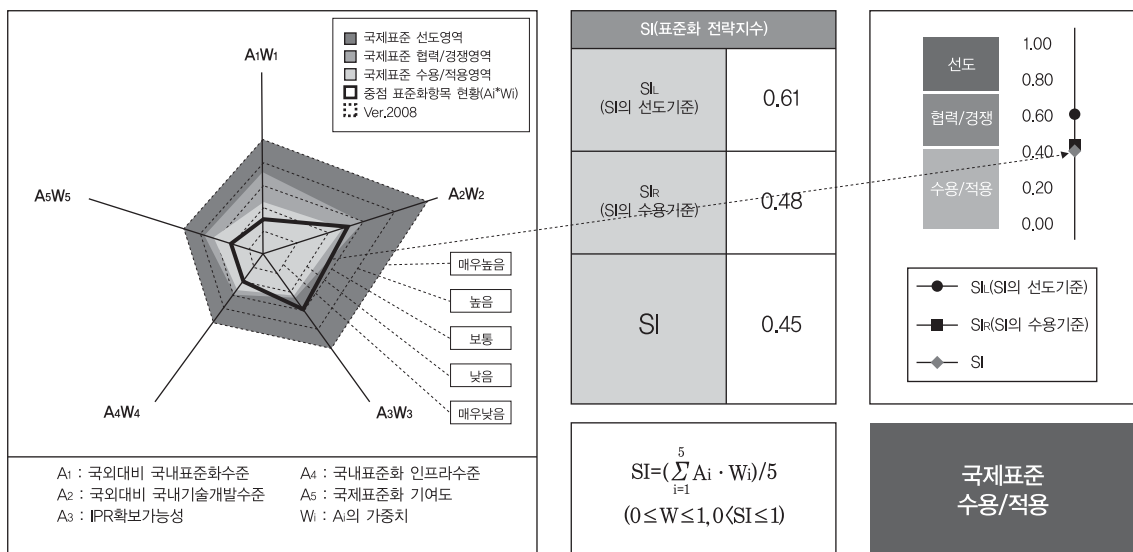 국제표준 선도영역
국제표준 협력/경쟁영역
국제표준 수용/적용영역
중점 표준화항목 현황(Ai*Wi)
Ver.2008
A1W1
A2W2
A5W5
A4W4
A3W3
매우높음
높음
보통
낮음
매우낮음
A1 : 국외대비 국내표준화수준
A2 : 국외대비 국내기술개발수준
A3 : IPR확보가능성
A4 : 국내표준화 인프라수준
A5 : 국제표준화 기여도
Wi : Ai의 가중치
SI(표준화 전략지수)
SIL
(SI의 선도기준)
0.61
SIR
(SI의 수용기준)
0.48
SI
0.45
SI=(∑Ai · Wi)/5
5
i=1
(0≤W≤1, 0<SI≤1)
선도
협력/경쟁
수용/적용
1.00
0.80
0.60
0.40
0.20
0.00
SIL(SI의 선도기준)
SIR(SI의 수용기준)
SI
국제표준
수용/적용